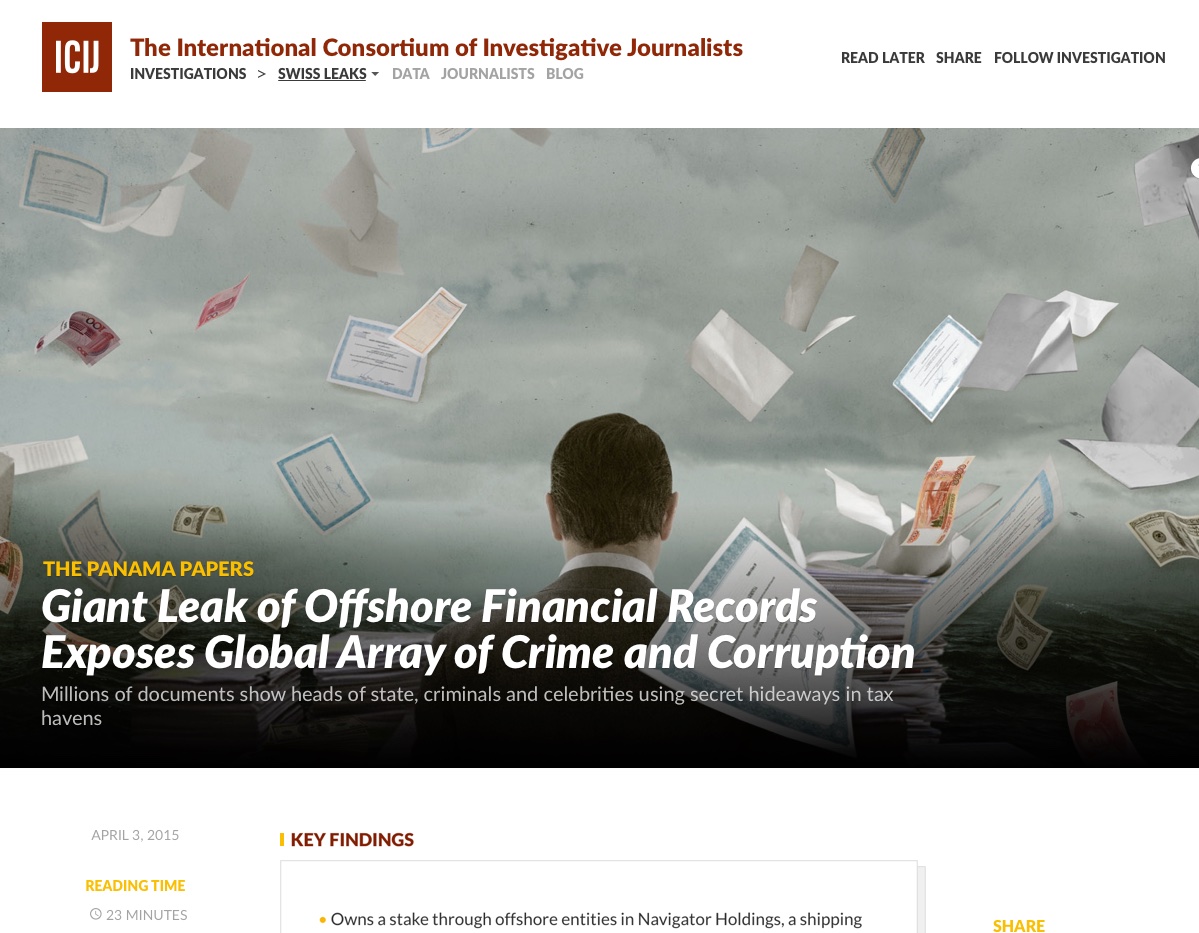 ICIJ
The International Consortium of Investigative Journalists
INVESTIGATIONS > SWISS LEAKS DATA JOURNALISTS BLOG
READ LATER SHARE FOLLOW INVESTIGATION
THE PANAMA PAPERS
Giant Leak of Offshore Financial Records
Exposes Global Array of Crime and Corruption
Millions of documents show heads of state, criminals and celebrities using secret hideaways in tax
havens
APRIL 3, 2015
READING TIME
23 MINUTES
KEY FINDINGS
• Owns a stake through offshore entities in Navigator Holdings, a shipping
SHARE